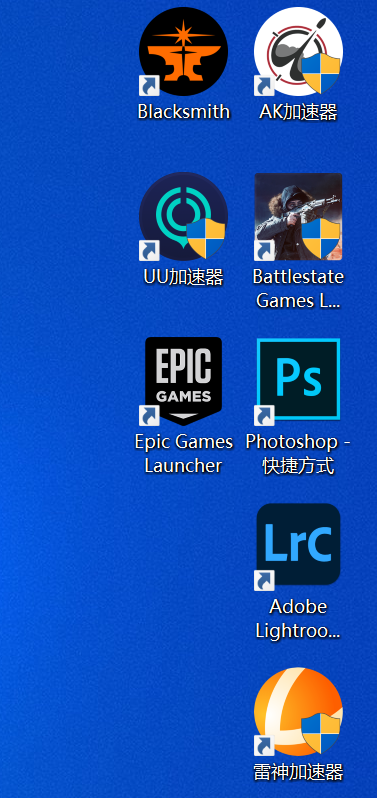 Blacksmith
AK加速器
UU加速器
Battlestate
Games L...
EPIC
GAMES
Epic Games
Launcher
Ps
Photoshop -
快捷方式
LrC
Adobe
Lightroo...
雷神加速器